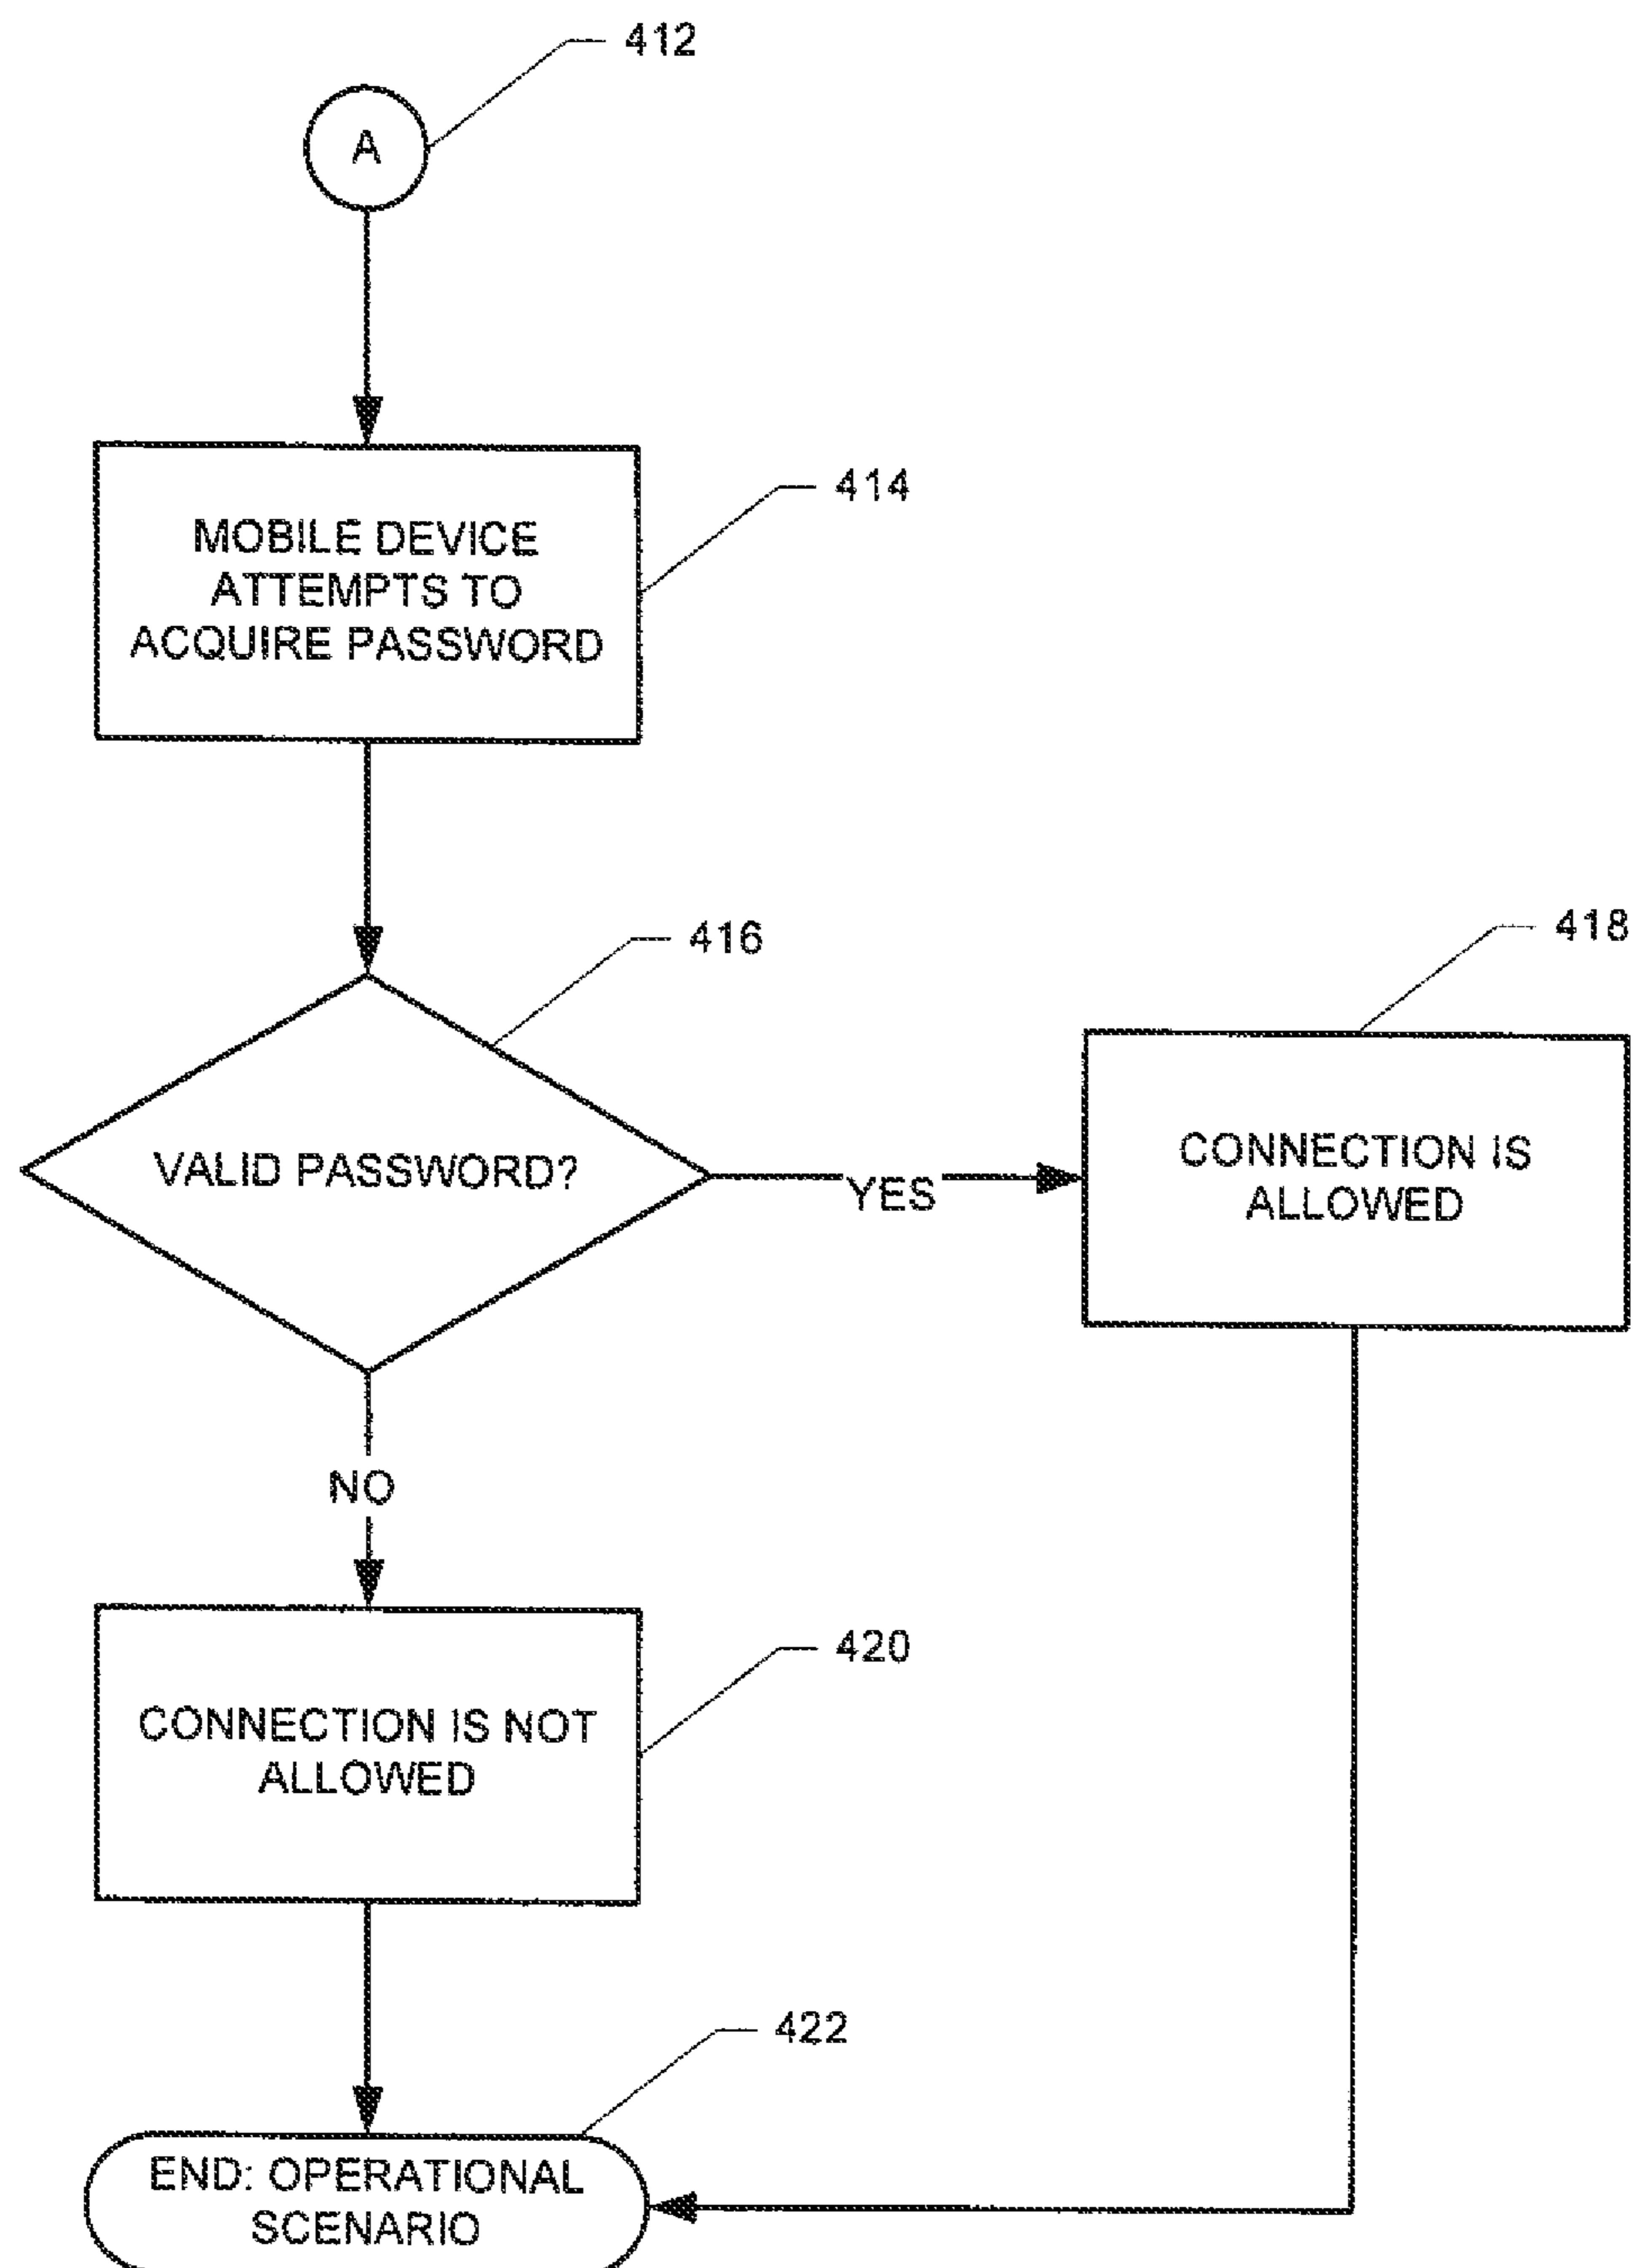 412
A
414
MOBILE DEVICE
ATTEMPTS TO
ACQUIRE PASSWORD
416
418
VALID PASSWORD?
YES
CONNECTION IS
ALLOWED
NO
420
CONNECTION IS NOT
ALLOWED
422
END: OPERATIONAL
SCENARIO